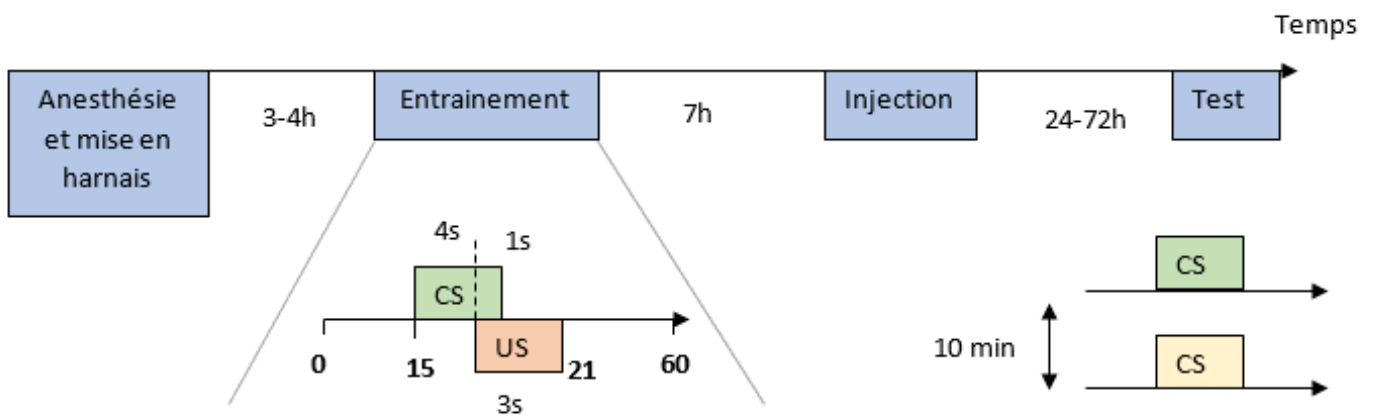 Temps
Anesthésie
et mise en
harnais
3-4h
Entrainement
7h
Injection
24-72h
Test
4s
1s
CS
US
0
15
21
60
3s
CS
10 min
CS